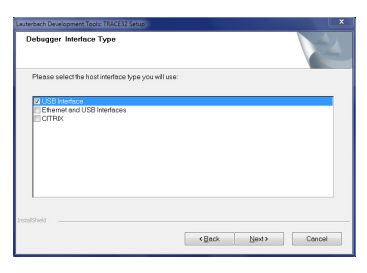 Lauterbach Development Tools: TRACE32 Setup
X
Debugger Interface Type
Please select the host interface type you will use:
USB Interface
Ethernet and USB Interfaces
CITRIX
InstallShield
< Back
Next >
Cancel